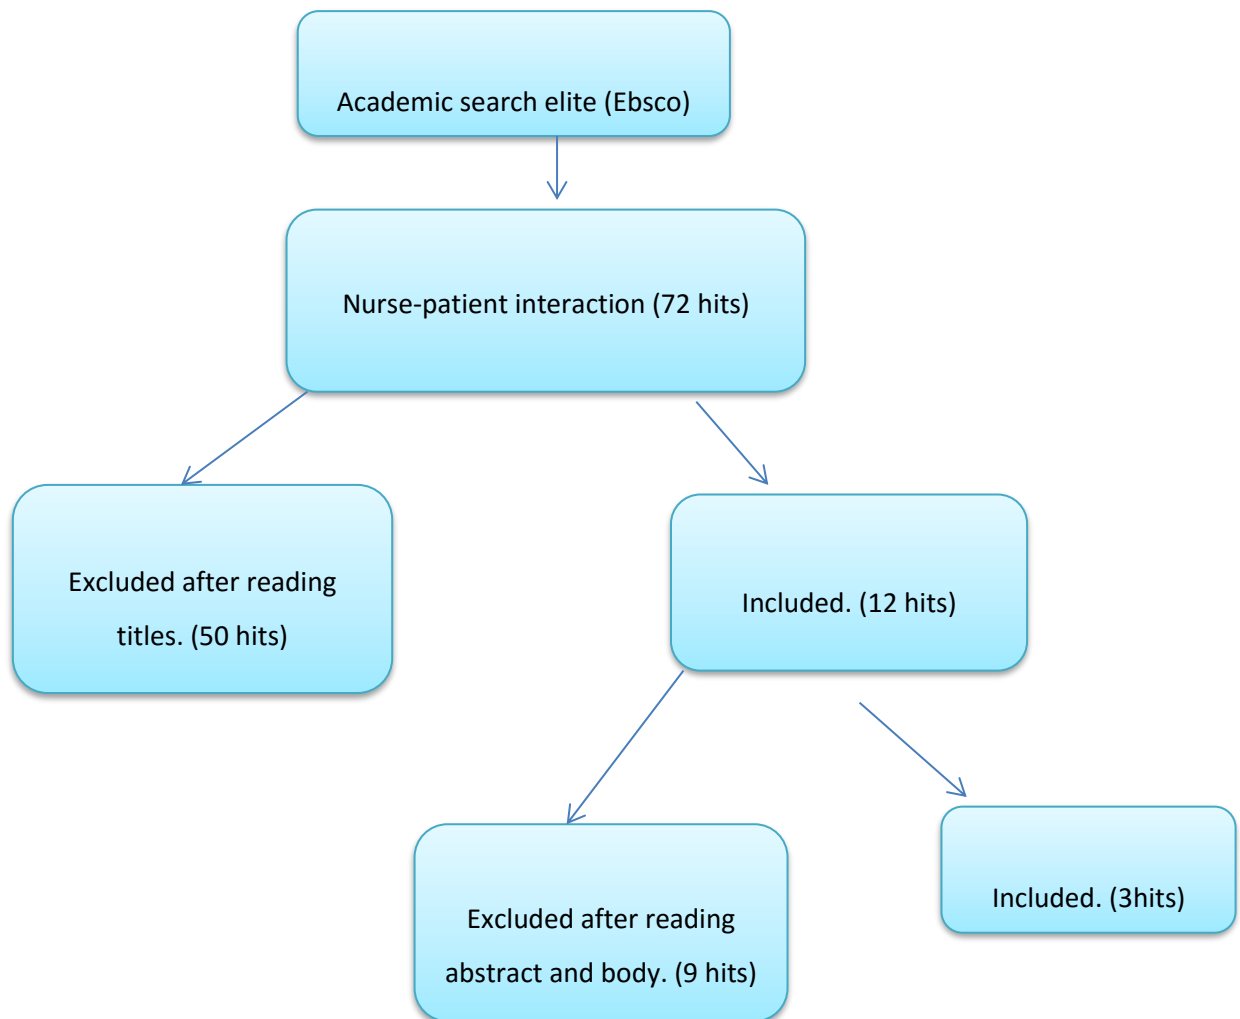 Academic search elite (Ebsco)
Nurse-patient interaction (72 hits)
Excluded after reading
titles. (50 hits)
Included. (12 hits)
Excluded after reading
abstract and body. (9 hits)
Included. (3hits)